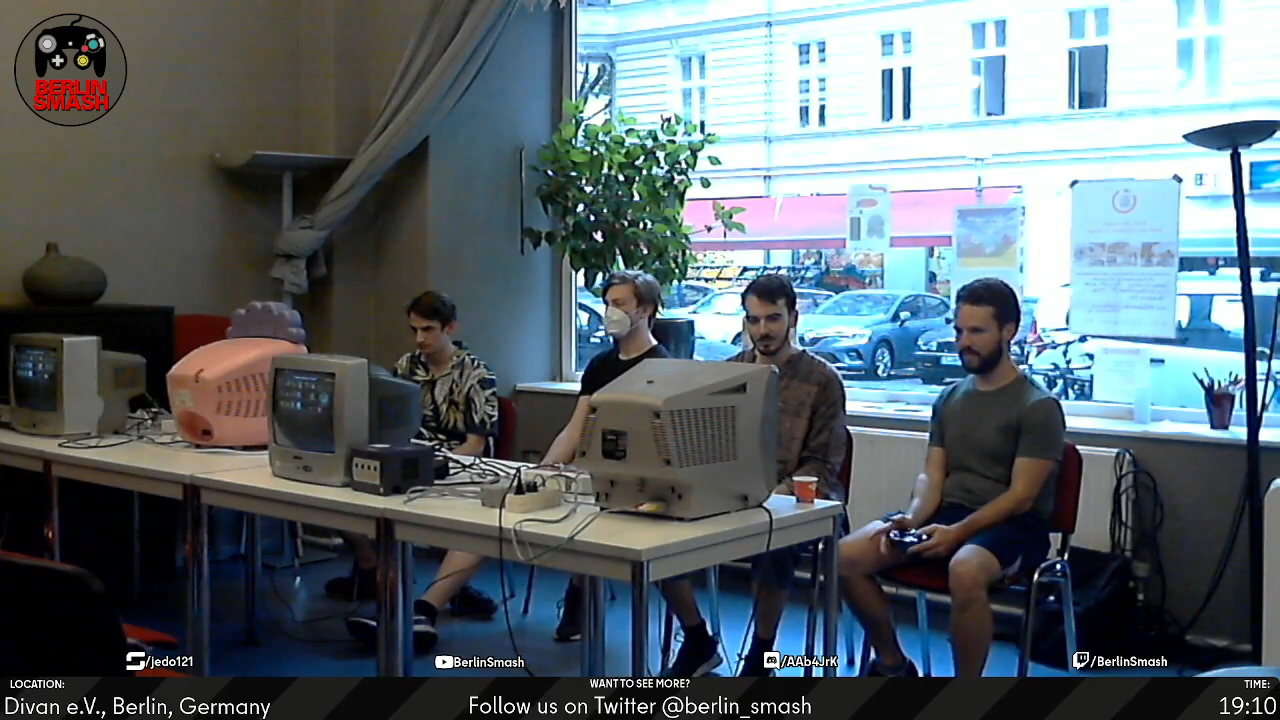 BERLIN
SMASH
/jedo121
BerlinSmash
/AAb4JrK
/BerlinSmash
LOCATION:
WANT TO SEE MORE?
TIME:
Divan e.V., Berlin, Germany
Follow us on Twitter @berlin_smash
19:10